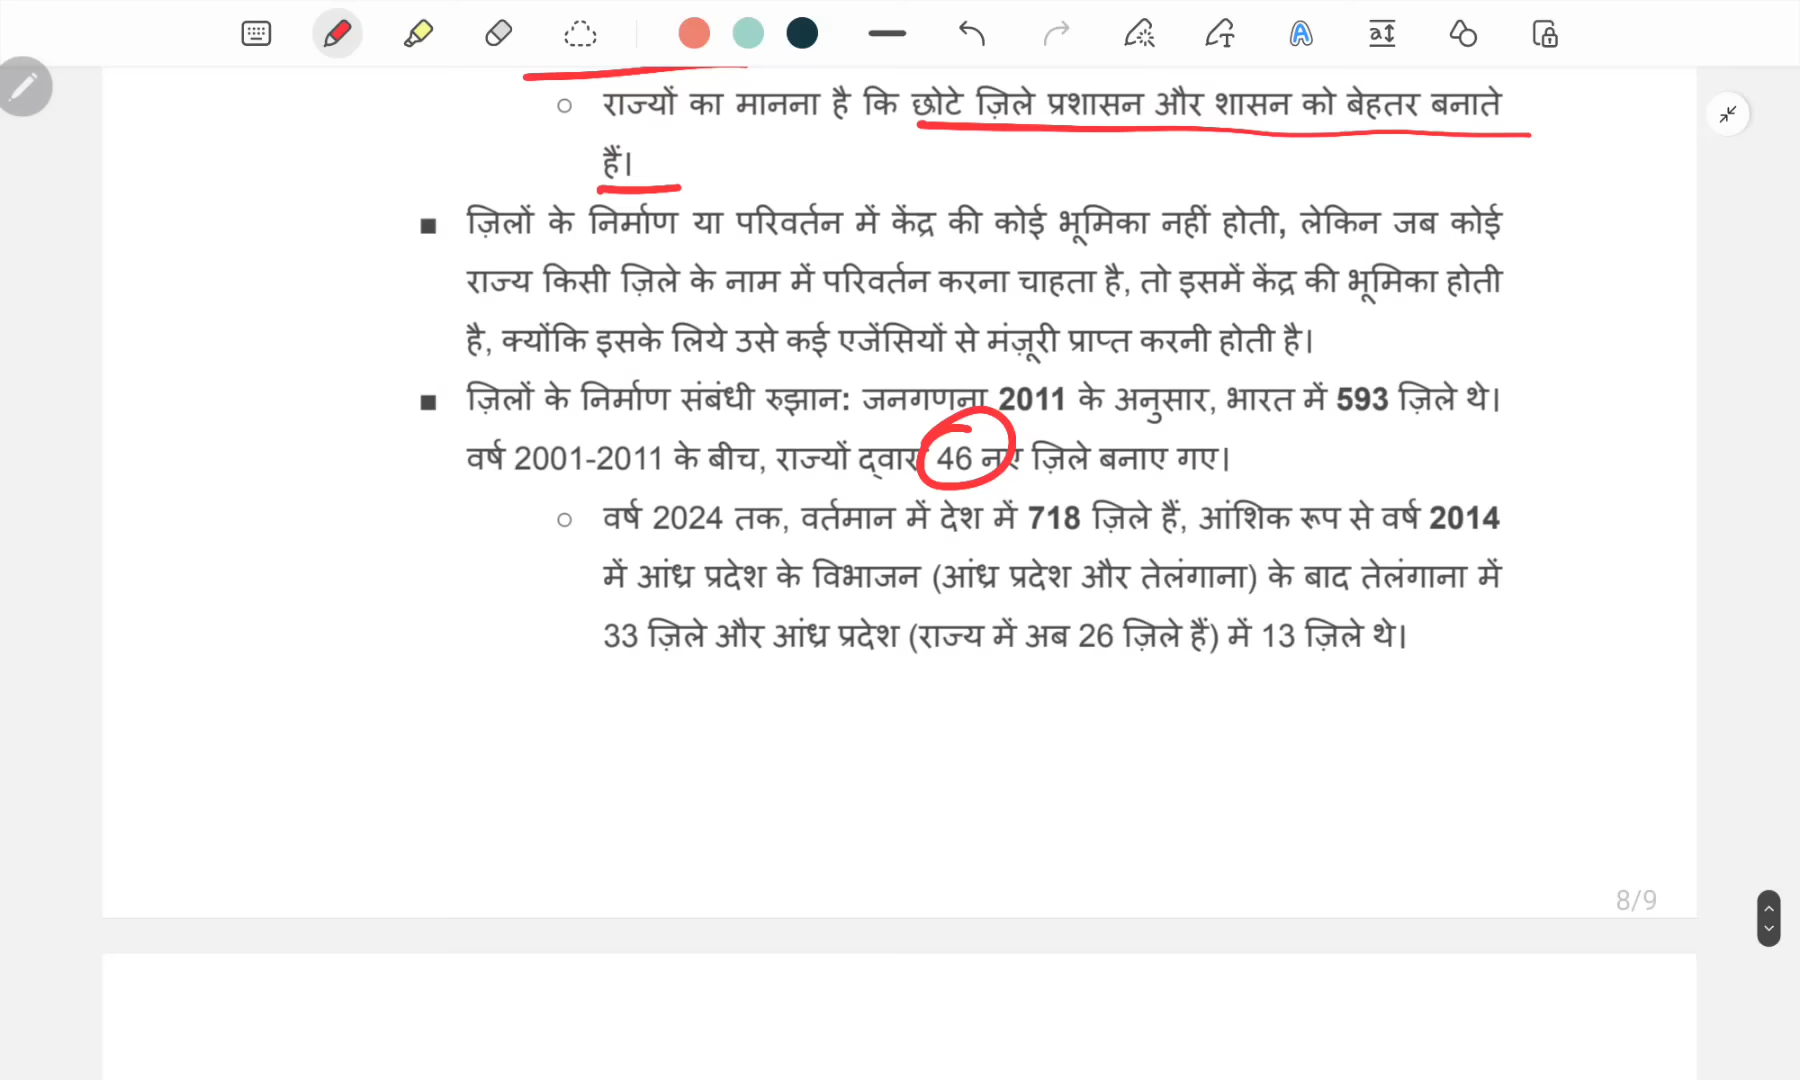 राज्यों का मानना है कि छोटे ज़िले प्रशासन और शासन को बेहतर बनाते
हैं।
ज़िलों के निर्माण या परिवर्तन में केंद्र की कोई भूमिका नहीं होती, लेकिन जब कोई
राज्य किसी ज़िले के नाम में परिवर्तन करना चाहता है, तो इसमें केंद्र की भूमिका होती
है, क्योंकि इसके लिये उसे कई एजेंसियों से मंज़ूरी प्राप्त करनी होती है।
ज़िलों के निर्माण संबंधी रुझान: जनगणना 2011 के अनुसार, भारत में 593 ज़िले थे।
वर्ष 2001-2011 के बीच, राज्यों द्वारा 46 नए ज़िले बनाए गए।
वर्ष 2024 तक, वर्तमान में देश में 718 ज़िले हैं, आंशिक रूप से वर्ष 2014
में आंध्र प्रदेश के विभाजन (आंध्र प्रदेश और तेलंगाना) के बाद तेलंगाना में
33 ज़िले और आंध्र प्रदेश (राज्य में अब 26 ज़िले हैं) में 13 ज़िले थे।
8/9